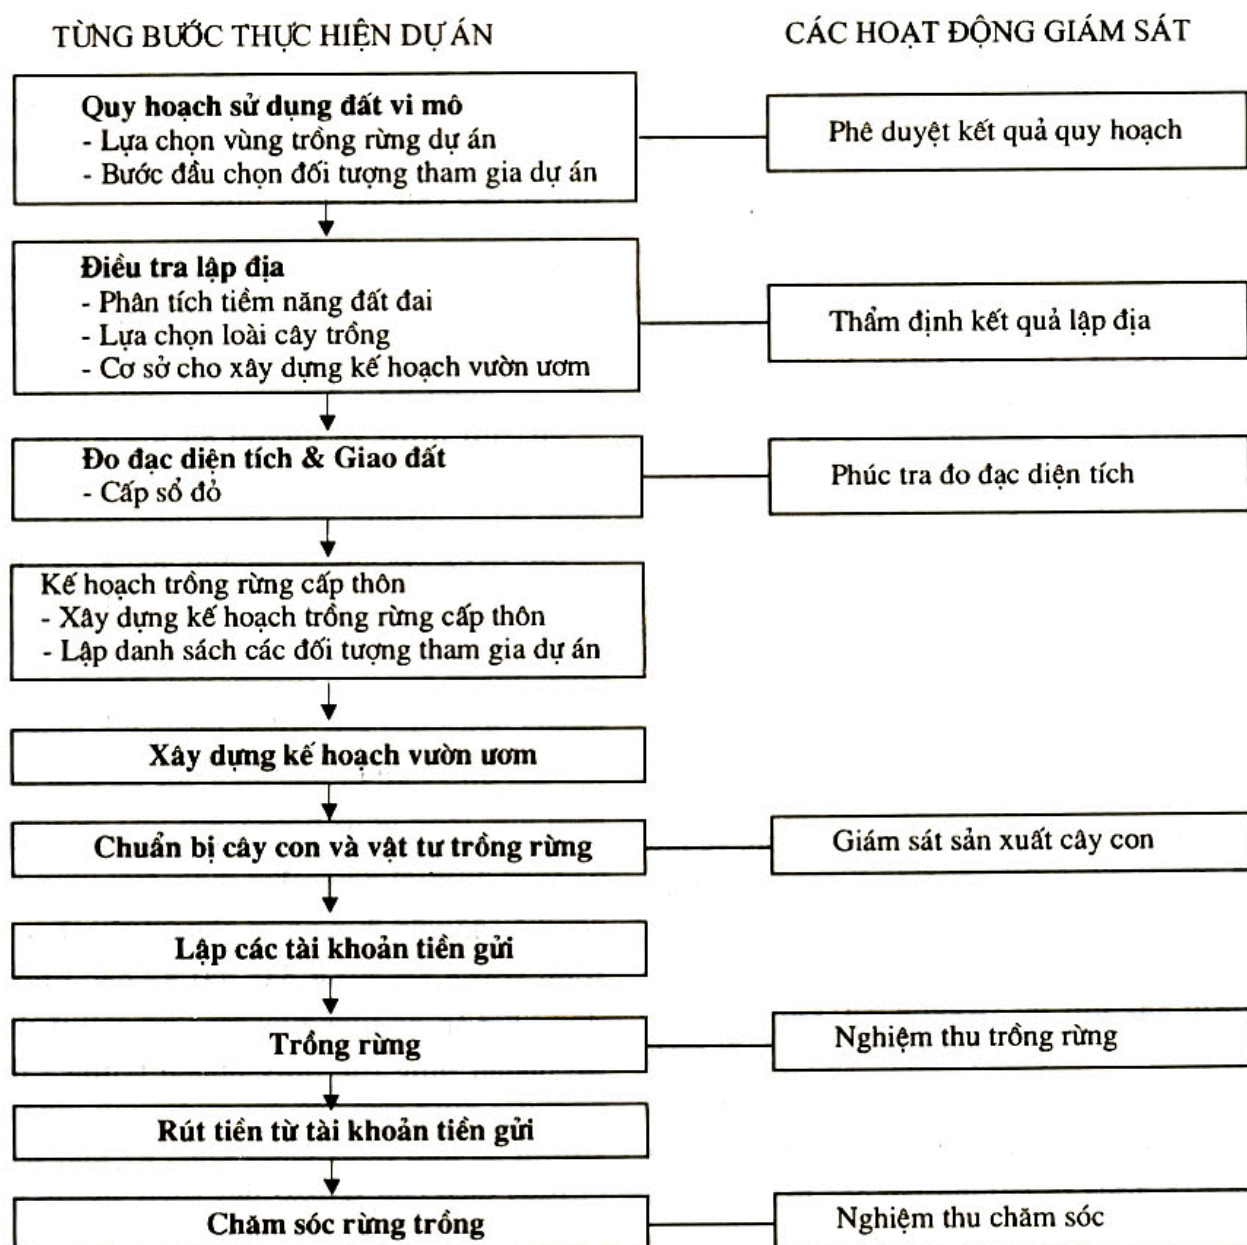 TỪNG BƯỚC THỰC HIỆN DỰ ÁN
CÁC HOẠT ĐỘNG GIÁM SÁT
Quy hoạch sử dụng đất vi mô
- Lựa chọn vùng trồng rừng dự án
- Bước đầu chọn đối tượng tham gia dự án
Phê duyệt kết quả quy hoạch
Điều tra lập địa
- Phân tích tiềm năng đất đai
- Lựa chọn loài cây trồng
- Cơ sở cho xây dựng kế hoạch vườn ươm
Thẩm định kết quả lập địa
Đo đạc diện tích & Giao đất
- Cấp sổ đỏ
Phúc tra đo đạc diện tích
Kế hoạch trồng rừng cấp thôn
- Xây dựng kế hoạch trồng rừng cấp thôn
- Lập danh sách các đối tượng tham gia dự án
Xây dựng kế hoạch vườn ươm
Chuẩn bị cây con và vật tư trồng rừng
Giám sát sản xuất cây con
Lập các tài khoản tiền gửi
Trồng rừng
Nghiệm thu trồng rừng
Rút tiền từ tài khoản tiền gửi
Chăm sóc rừng trồng
Nghiệm thu chăm sóc